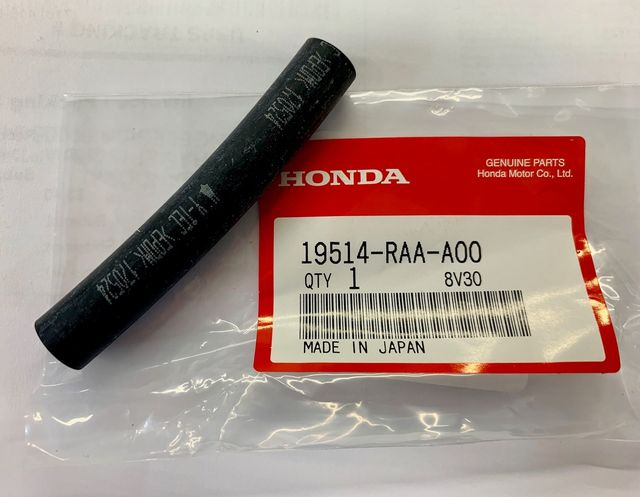 HONDA
GENUINE PARTS
Honda Motor Co., Ltd.
19514-RAA-A00
QTY 1 8V30
MADE IN JAPAN